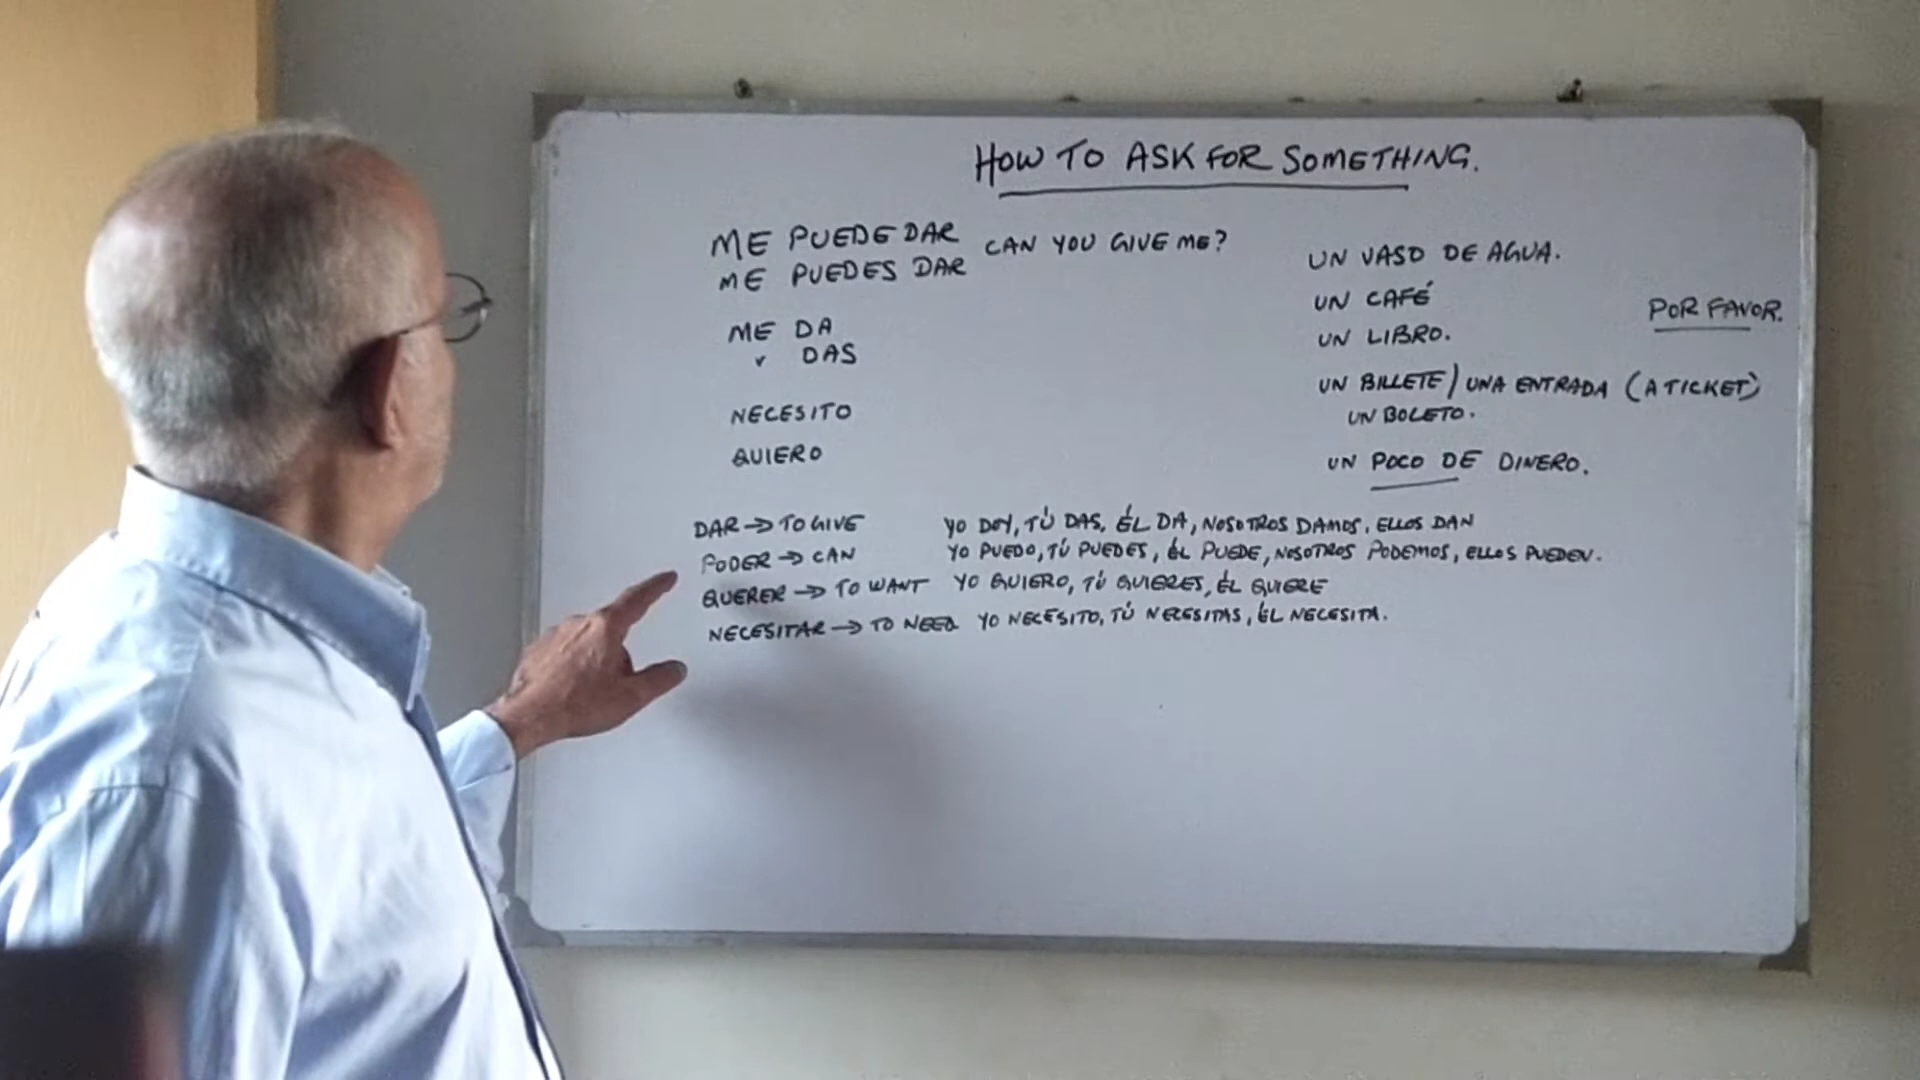 HOW TO ASK FOR SOMETHING.
ME PUEDE DAR
ME PUEDES DAR
CAN YOU GIVE ME?
ME DA
" DAS
NECESITO
QUIERO
UN VASO DE AGUA.
UN CAFÉ
UN LIBRO.
UN BILLETE/UNA ENTRADA (A TICKET)
UN BOLETO.
UN POCO DE DINERO.
POR FAVOR.
DAR → TO GIVE YO DOY, TÚ DAS, ÉL DA, NOSOTROS DAMOS, ELLOS DAN
PODER → CAN YO PUEDO, TÚ PUEDES, ÉL PUEDE, NOSOTROS PODEMOS, ELLOS PUEDEN.
QUERER → TO WANT YO QUIERO, TÚ QUIERES, ÉL QUIERE
NECESITAR → TO NEED YO NECESITO, TÚ NECESITAS, ÉL NECESITA.